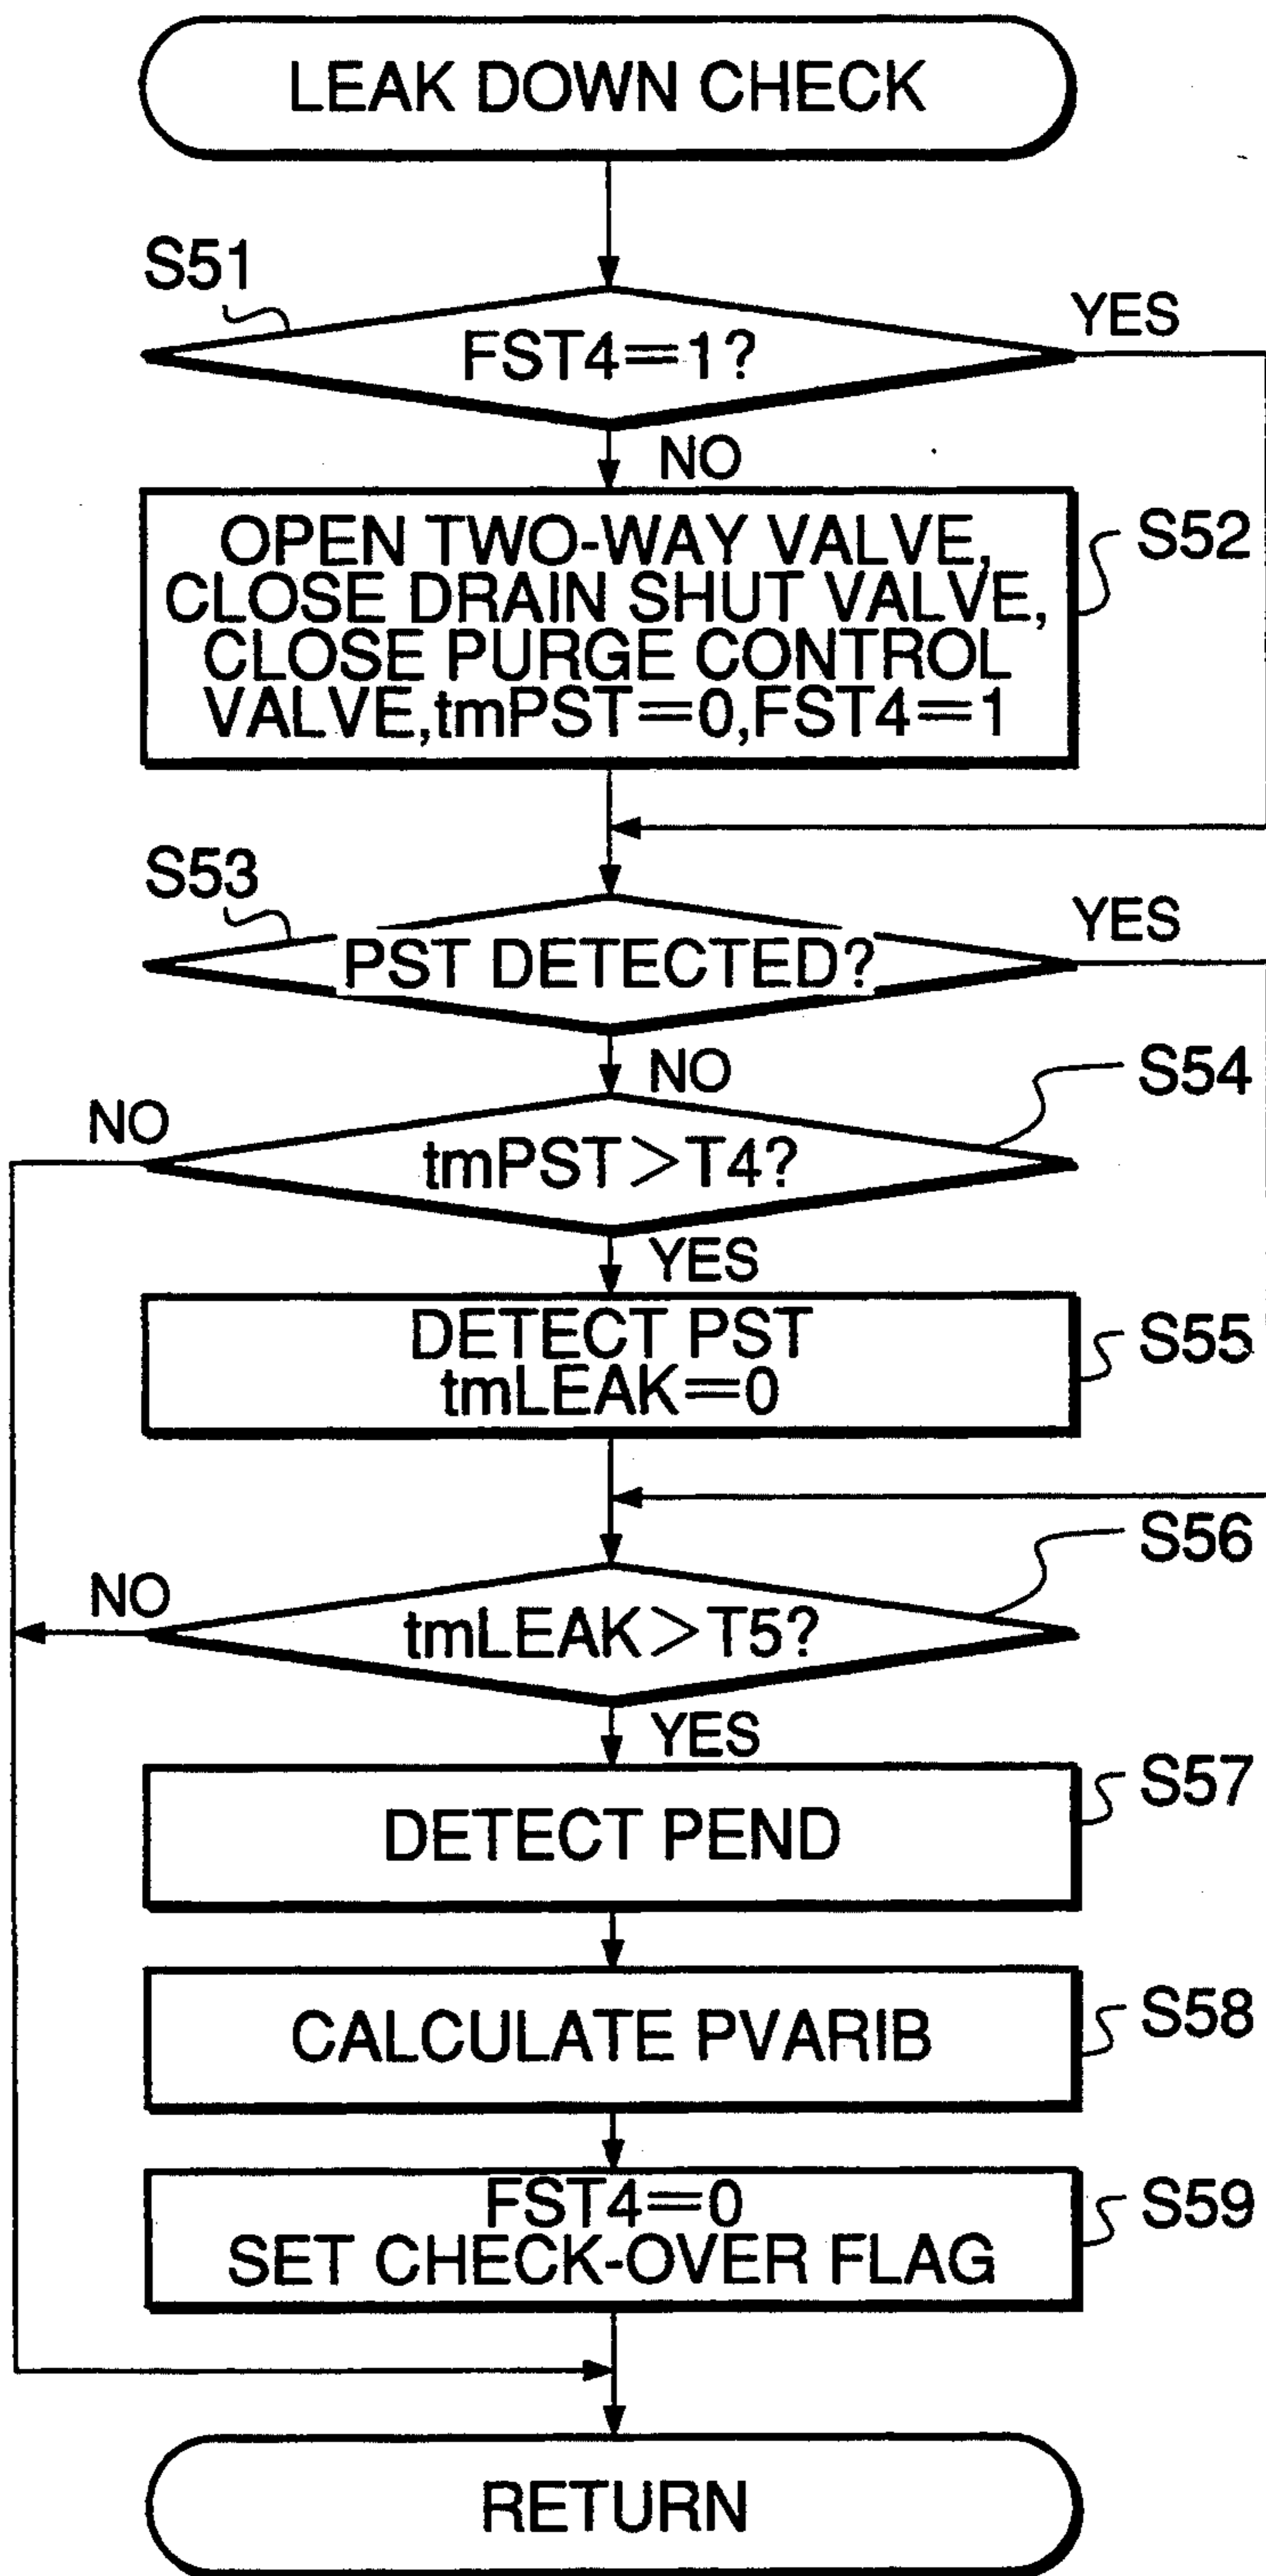 LEAK DOWN CHECK
S51
FST4=1?
YES
NO
OPEN TWO-WAY VALVE,
CLOSE DRAIN SHUT VALVE,
CLOSE PURGE CONTROL
VALVE,tmPST=0,FST4=1
S52
S53
PST DETECTED?
YES
NO
S54
NO
tmPST>T4?
YES
DETECT PST
tmLEAK=0
S55
S56
NO
tmLEAK>T5?
YES
DETECT PEND
S57
CALCULATE PVARIB
S58
FST4=0
SET CHECK-OVER FLAG
S59
RETURN